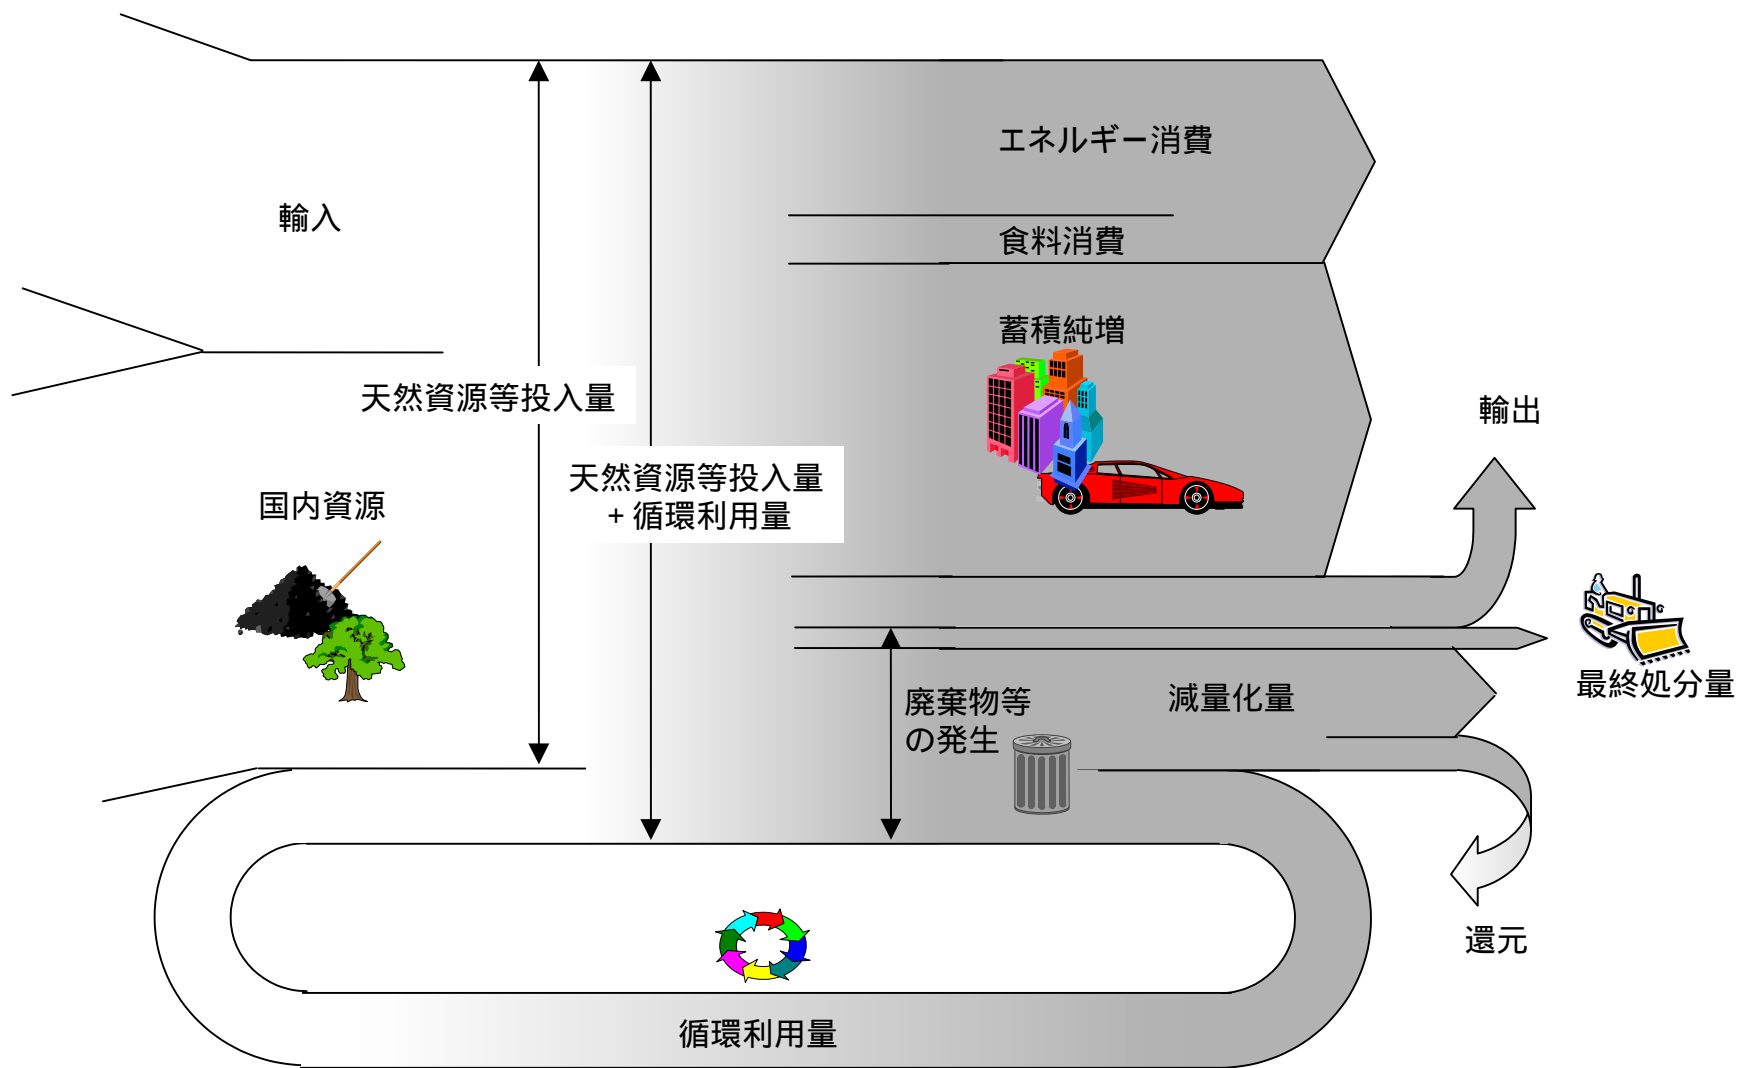 エネルギー消費
輸入
食料消費
蓄積純増
天然資源等投入量
輸出
天然資源等投入量
+ 循環利用量
国内資源
最終処分量
廃棄物等
の発生
減量化量
還元
循環利用量